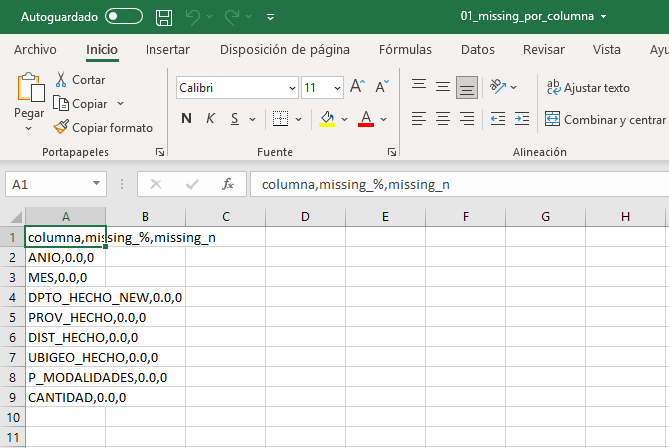 Autoguardado 01_missing_por_columna
Archivo Inicio Insertar Disposición de página Fórmulas Datos Revisar Vista Ayu
Cortar
Copiar
Copiar formato
Pegar
Portapapeles
Calibri 11
N K S
Fuente
Ajustar texto
Combinar y centrar
Alineación
A1 fx columna,missing_%,missing_n
A B C D E F G H
1 columna,missing_%,missing_n
2 ANIO,0.0,0
3 MES,0.0,0
4 DPTO_HECHO_NEW,0.0,0
5 PROV_HECHO,0.0,0
6 DIST_HECHO,0.0,0
7 UBIGEO_HECHO,0.0,0
8 P_MODALIDADES,0.0,0
9 CANTIDAD,0.0,0
10
11